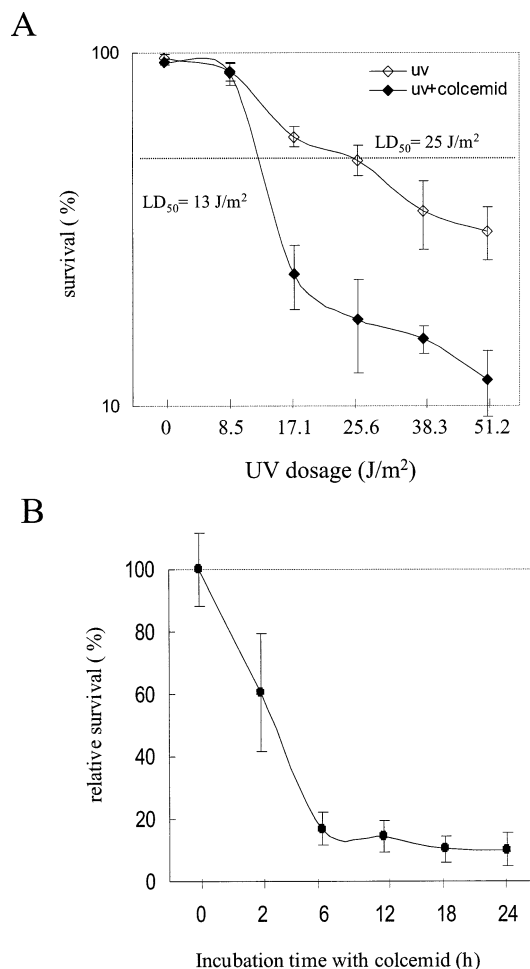 A
100
uv
uv+colcemid
LD50= 25 J/m2
LD50= 13 J/m2
survival ( %)
10
0 8.5 17.1 25.6 38.3 51.2
UV dosage (J/m2)
B
100
80
60
40
20
0
relative survival ( %)
0 2 6 12 18 24
Incubation time with colcemid (h)